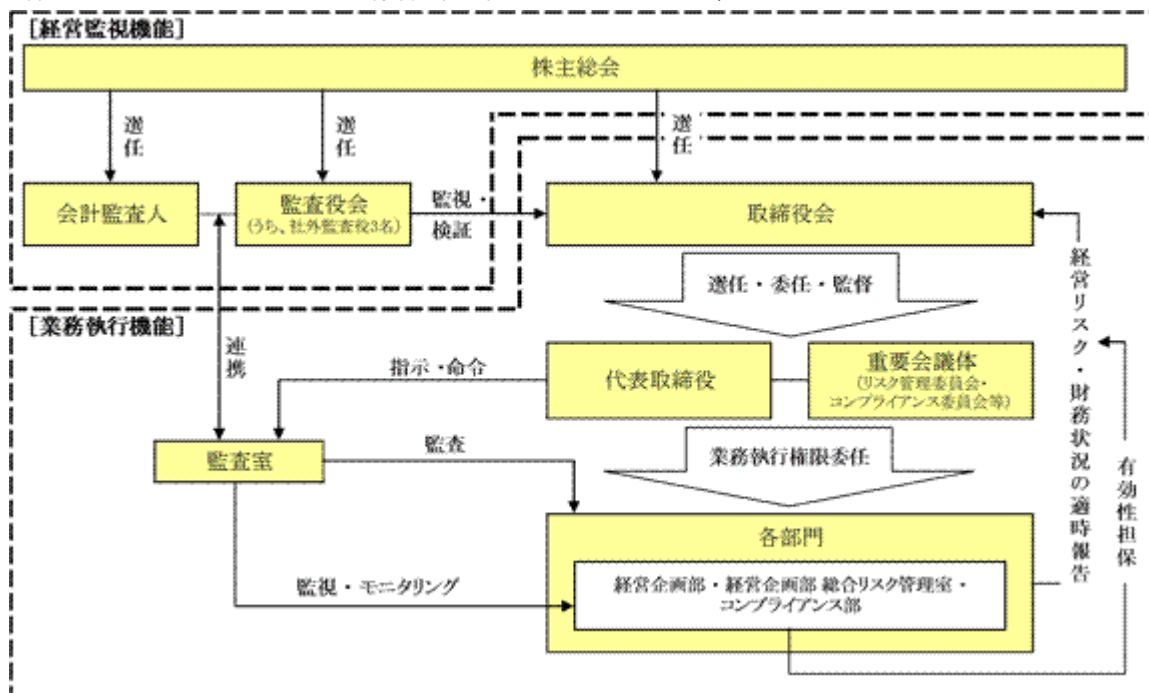 [経営監視機能]
株主総会
選任
選任
選任
会計監査人
監査役会
(うち、社外監査役3名)
監視・
検証
取締役会
選任・委任・監督
[業務執行機能]
連携
指示・命令
代表取締役
重要会議体
(リスク管理委員会・
コンプライアンス委員会等)
経営リスク・財務状況の適時報告
監査室
監査
業務執行権限委任
有効性担保
各部門
監視・モニタリング
経営企画部・経営企画部 総合リスク管理室・
コンプライアンス部